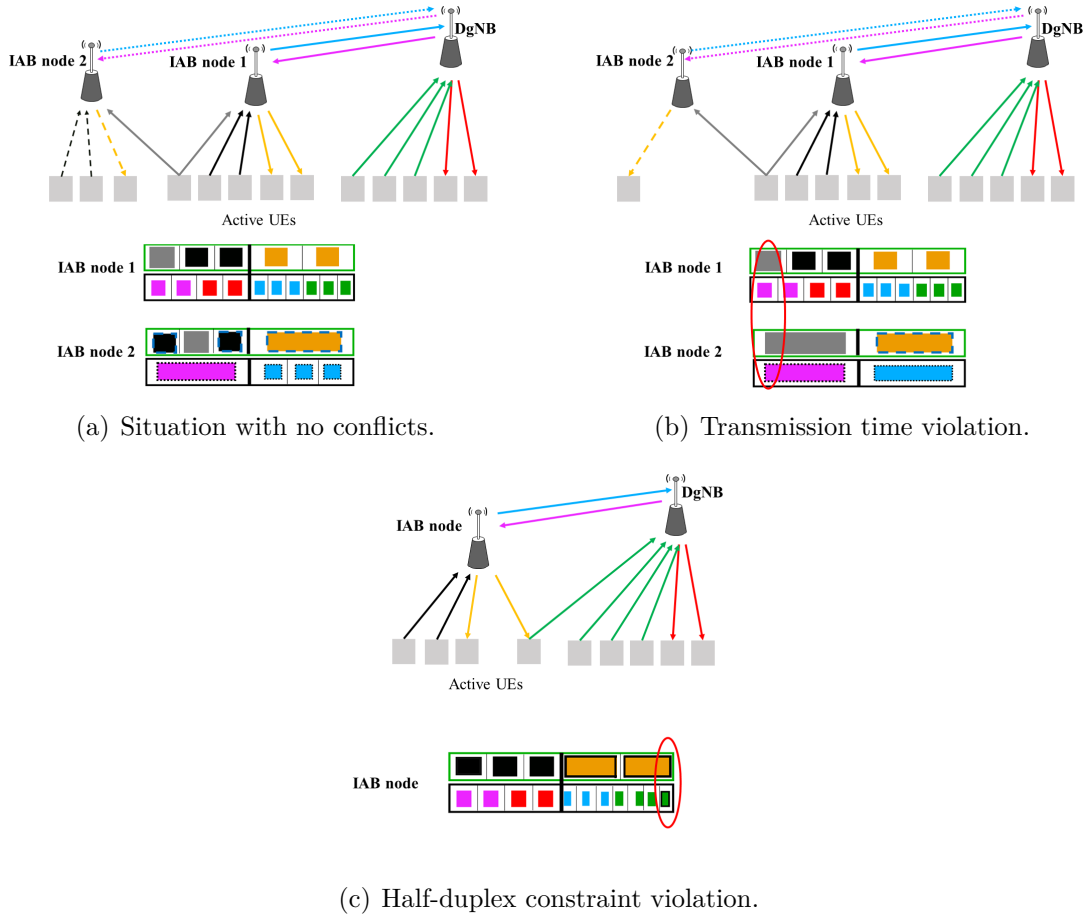 DgNB
IAB node 2
IAB node 1
Active UEs
IAB node 1
IAB node 2
(a) Situation with no conflicts.
DgNB
IAB node 2
IAB node 1
Active UEs
IAB node 1
IAB node 2
(b) Transmission time violation.
DgNB
IAB node
Active UEs
IAB node
(c) Half-duplex constraint violation.